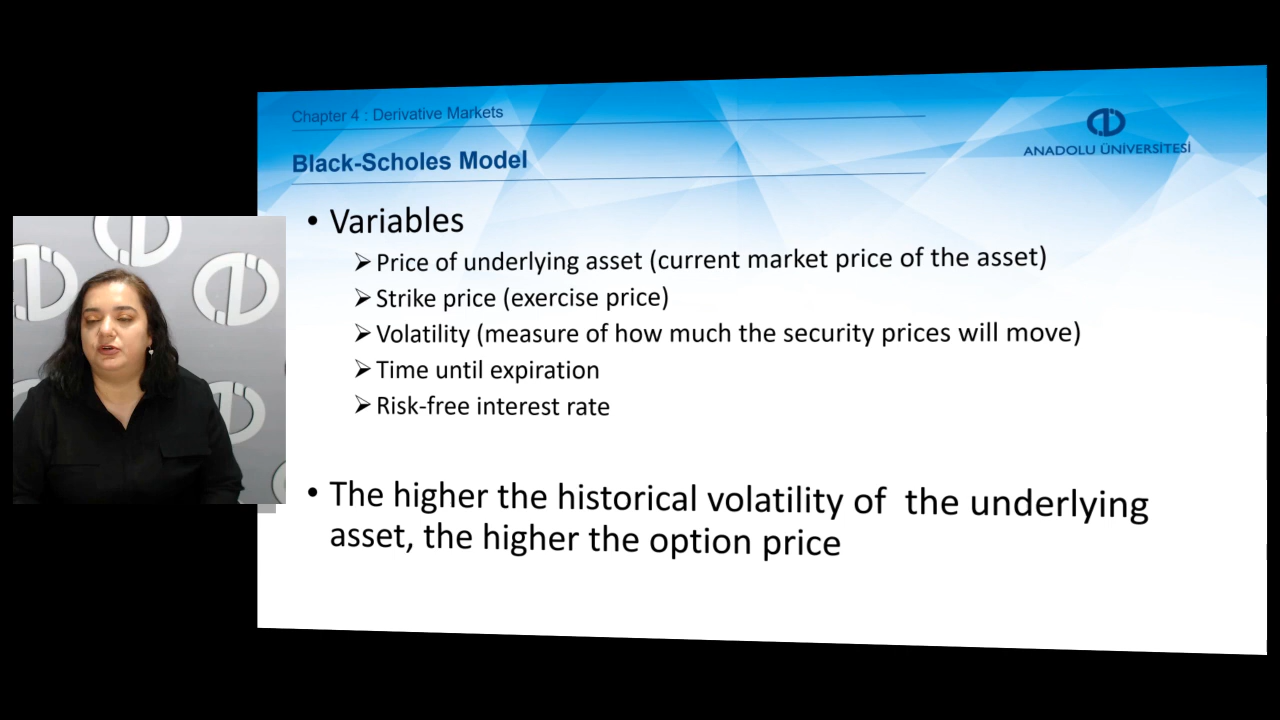 Chapter 4 : Derivative Markets
ANADOLU ÜNİVERSİTESİ
Black-Scholes Model
• Variables
➢ Price of underlying asset (current market price of the asset)
➢ Strike price (exercise price)
➢ Volatility (measure of how much the security prices will move)
➢ Time until expiration
➢ Risk-free interest rate
• The higher the historical volatility of the underlying
asset, the higher the option price